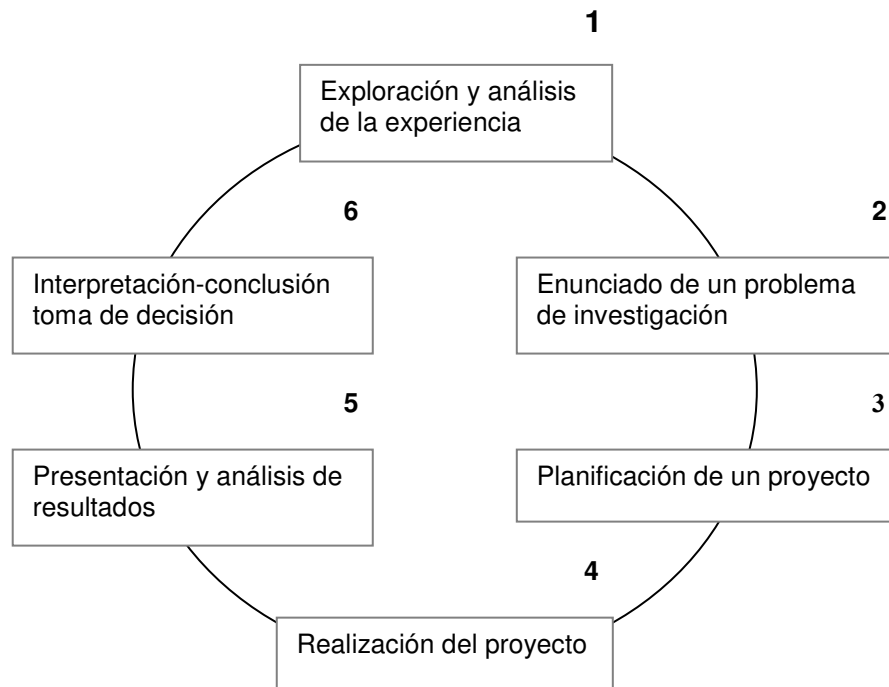 1
Exploración y análisis
de la experiencia
2
Enunciado de un problema
de investigación
3
Planificación de un proyecto
4
Realización del proyecto
5
Presentación y análisis de
resultados
6
Interpretación-conclusión
toma de decisión